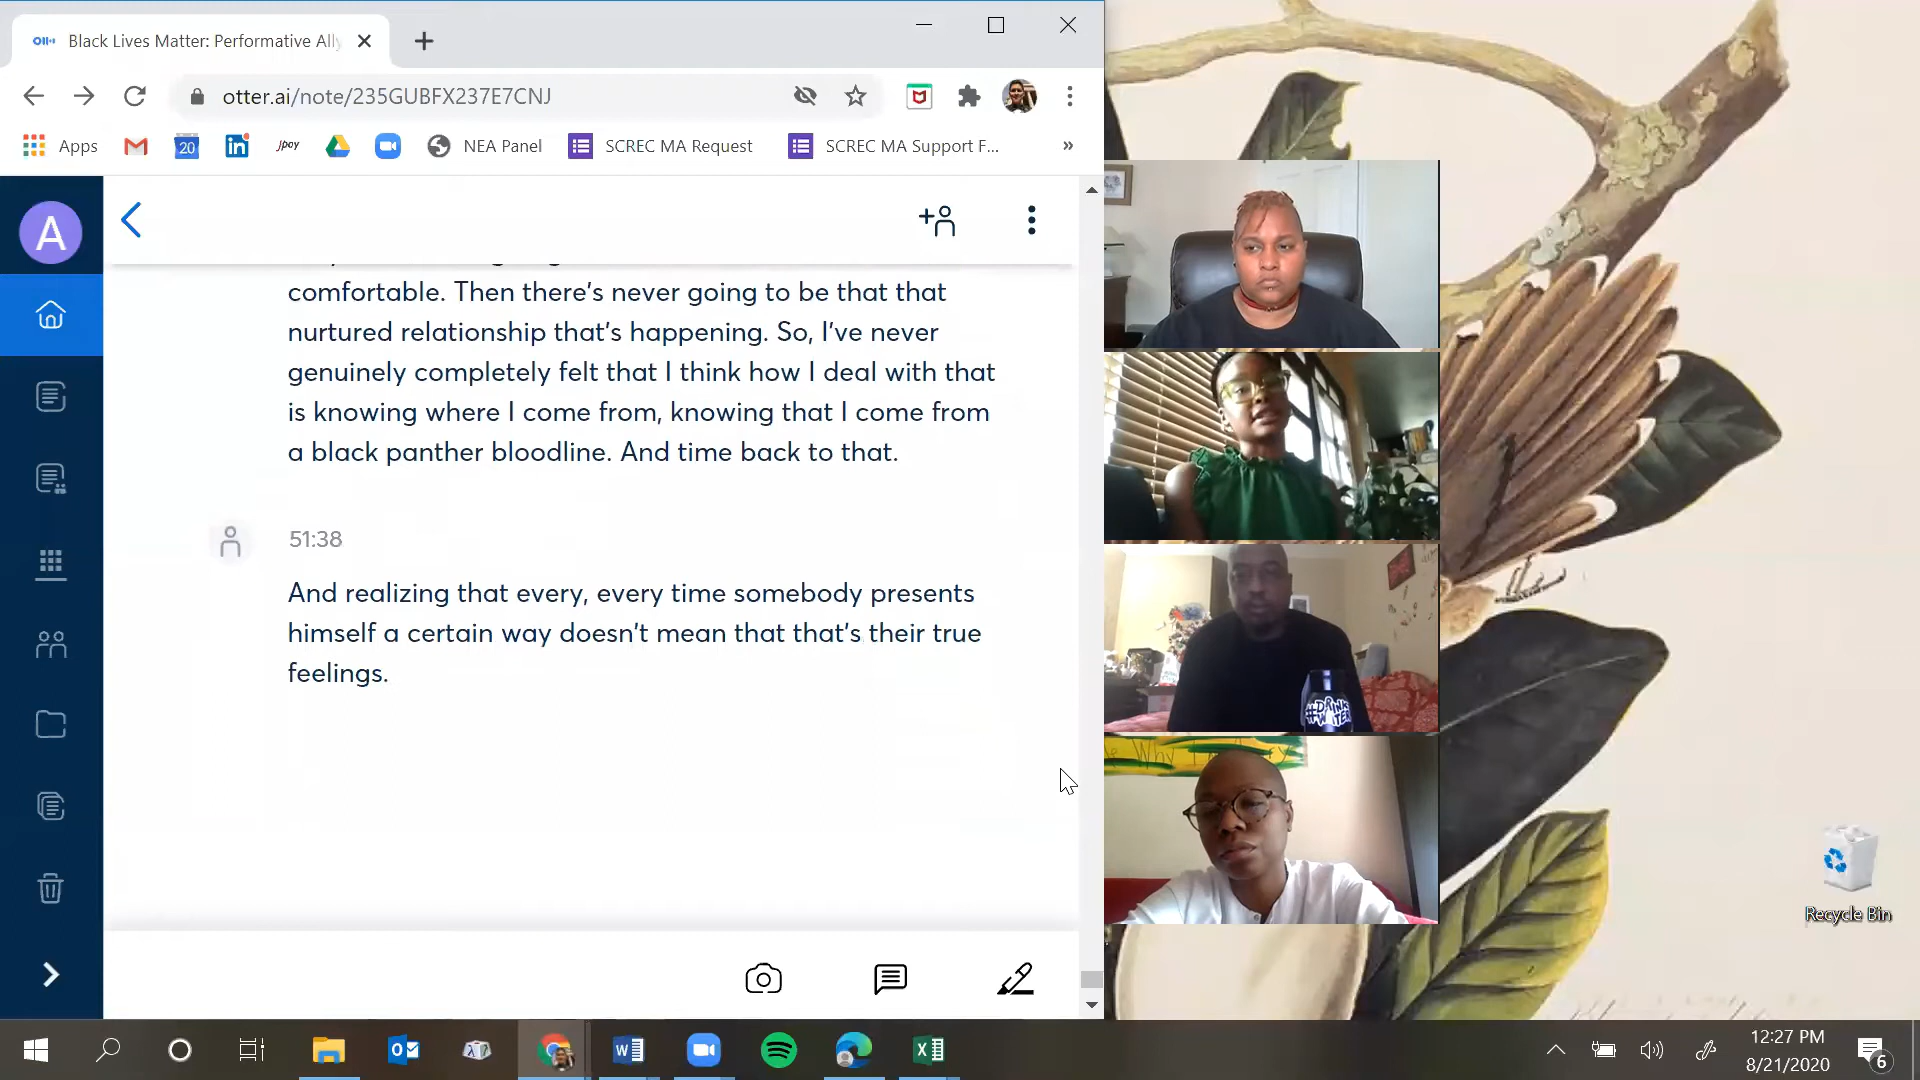 Black Lives Matter: Performative Ally
otter.ai/note/235GUBFX237E7CNJ
Apps
20
Jpay
NEA Panel
SCREC MA Request
SCREC MA Support F...
»
A
comfortable. Then there's never going to be that that
nurtured relationship that's happening. So, I've never
genuinely completely felt that I think how I deal with that
is knowing where I come from, knowing that I come from
a black panther bloodline. And time back to that.
51:38
And realizing that every, every time somebody presents
himself a certain way doesn't mean that that's their true
feelings.
#DRINK
WATER
Why
Recycle Bin
12:27 PM
8/21/2020
6